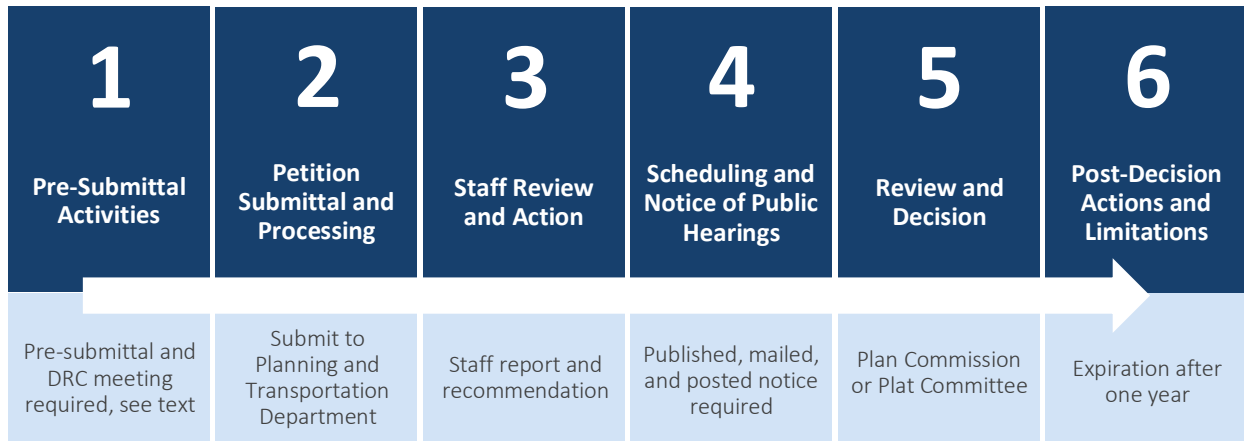 1
Pre-Submittal
Activities
Pre-submittal and
DRC meeting
required, see text
2
Petition
Submittal and
Processing
Submit to
Planning and
Transportation
Department
3
Staff Review
and Action
Staff report and
recommendation
4
Scheduling and
Notice of Public
Hearings
Published, mailed,
and posted notice
required
5
Review and
Decision
Plan Commission
or Plat Committee
6
Post-Decision
Actions and
Limitations
Expiration after
one year